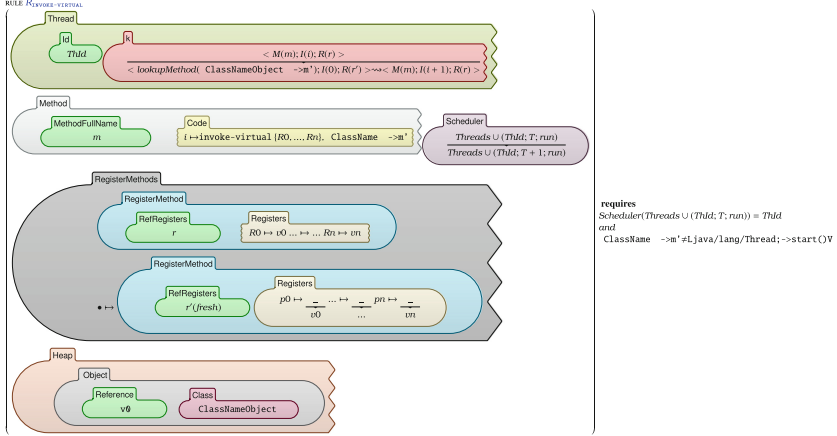 RULE R_INVOKE-VIRTUAL
Thread
Id
ThId
k
< M(m); I(i); R(r) >
< lookupMethod( ClassNameObject ->m'); I(0); R(r') >⇝< M(m); I(i + 1); R(r) >
Method
MethodFullName
m
Code
i ↦invoke-virtual {R0, ..., Rn}, ClassName ->m'
Scheduler
Threads ∪ (ThId; T; run)
Threads ∪ (ThId; T + 1; run)
RegisterMethods
RegisterMethod
RefRegisters
r
Registers
R0 ↦ v0 ... ↦ ... Rn ↦ vn
RegisterMethod
• ↦
RefRegisters
r'(fresh)
Registers
p0 ↦ _ ... ↦ _ pn ↦ _
v0 ... vn
Heap
Object
Reference
v0
Class
ClassNameObject
requires
Scheduler(Threads ∪ (ThId; T; run)) = ThId
and
ClassName ->m'≠Ljava/lang/Thread;->start()V